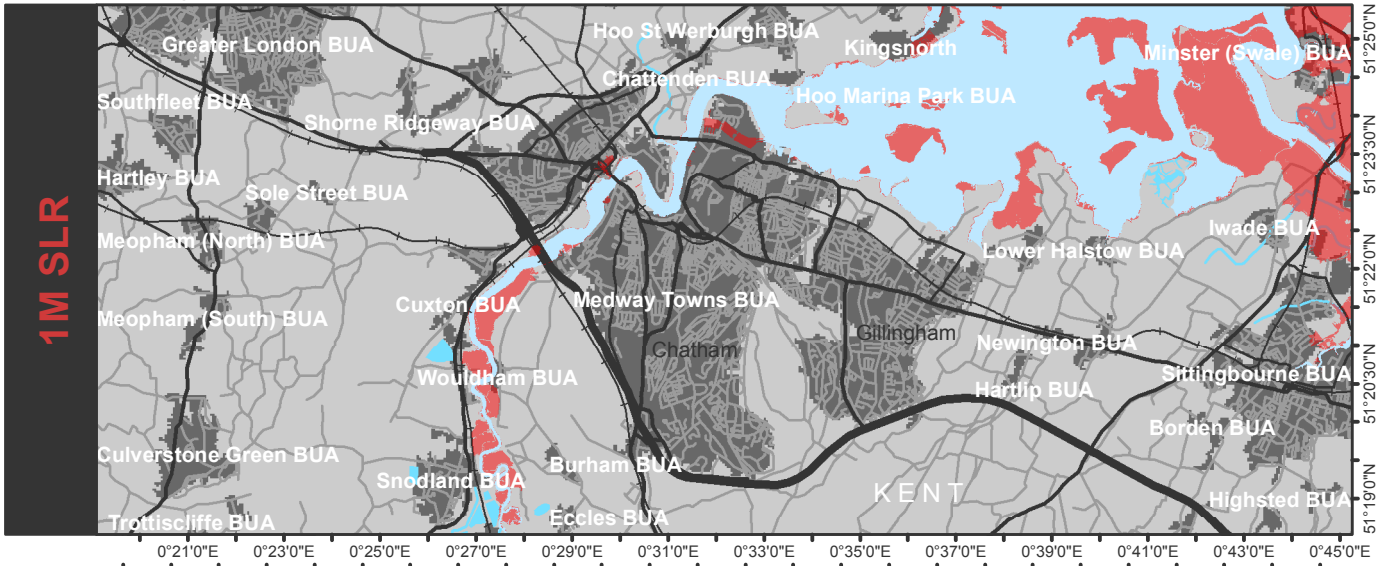 1M SLR
Greater London BUA
Hoo St Werburgh BUA
Kingsnorth
Minster (Swale) BUA
Chattenden BUA
Southfleet BUA
Hoo Marina Park BUA
Shorne Ridgeway BUA
Hartley BUA
Sole Street BUA
Meopham (North) BUA
Iwade BUA
Lower Halstow BUA
Cuxton BUA
Medway Towns BUA
Meopham (South) BUA
Chatham
Gillingham
Newington BUA
Wouldham BUA
Sittingbourne BUA
Hartlip BUA
Borden BUA
Culverstone Green BUA
Burham BUA
Snodland BUA
KENT
Highsted BUA
Trottiscliffe BUA
Eccles BUA
51°25'0"N
51°23'30"N
51°22'0"N
51°20'30"N
51°19'0"N
0°21'0"E
0°23'0"E
0°25'0"E
0°27'0"E
0°29'0"E
0°31'0"E
0°33'0"E
0°35'0"E
0°37'0"E
0°39'0"E
0°41'0"E
0°43'0"E
0°45'0"E